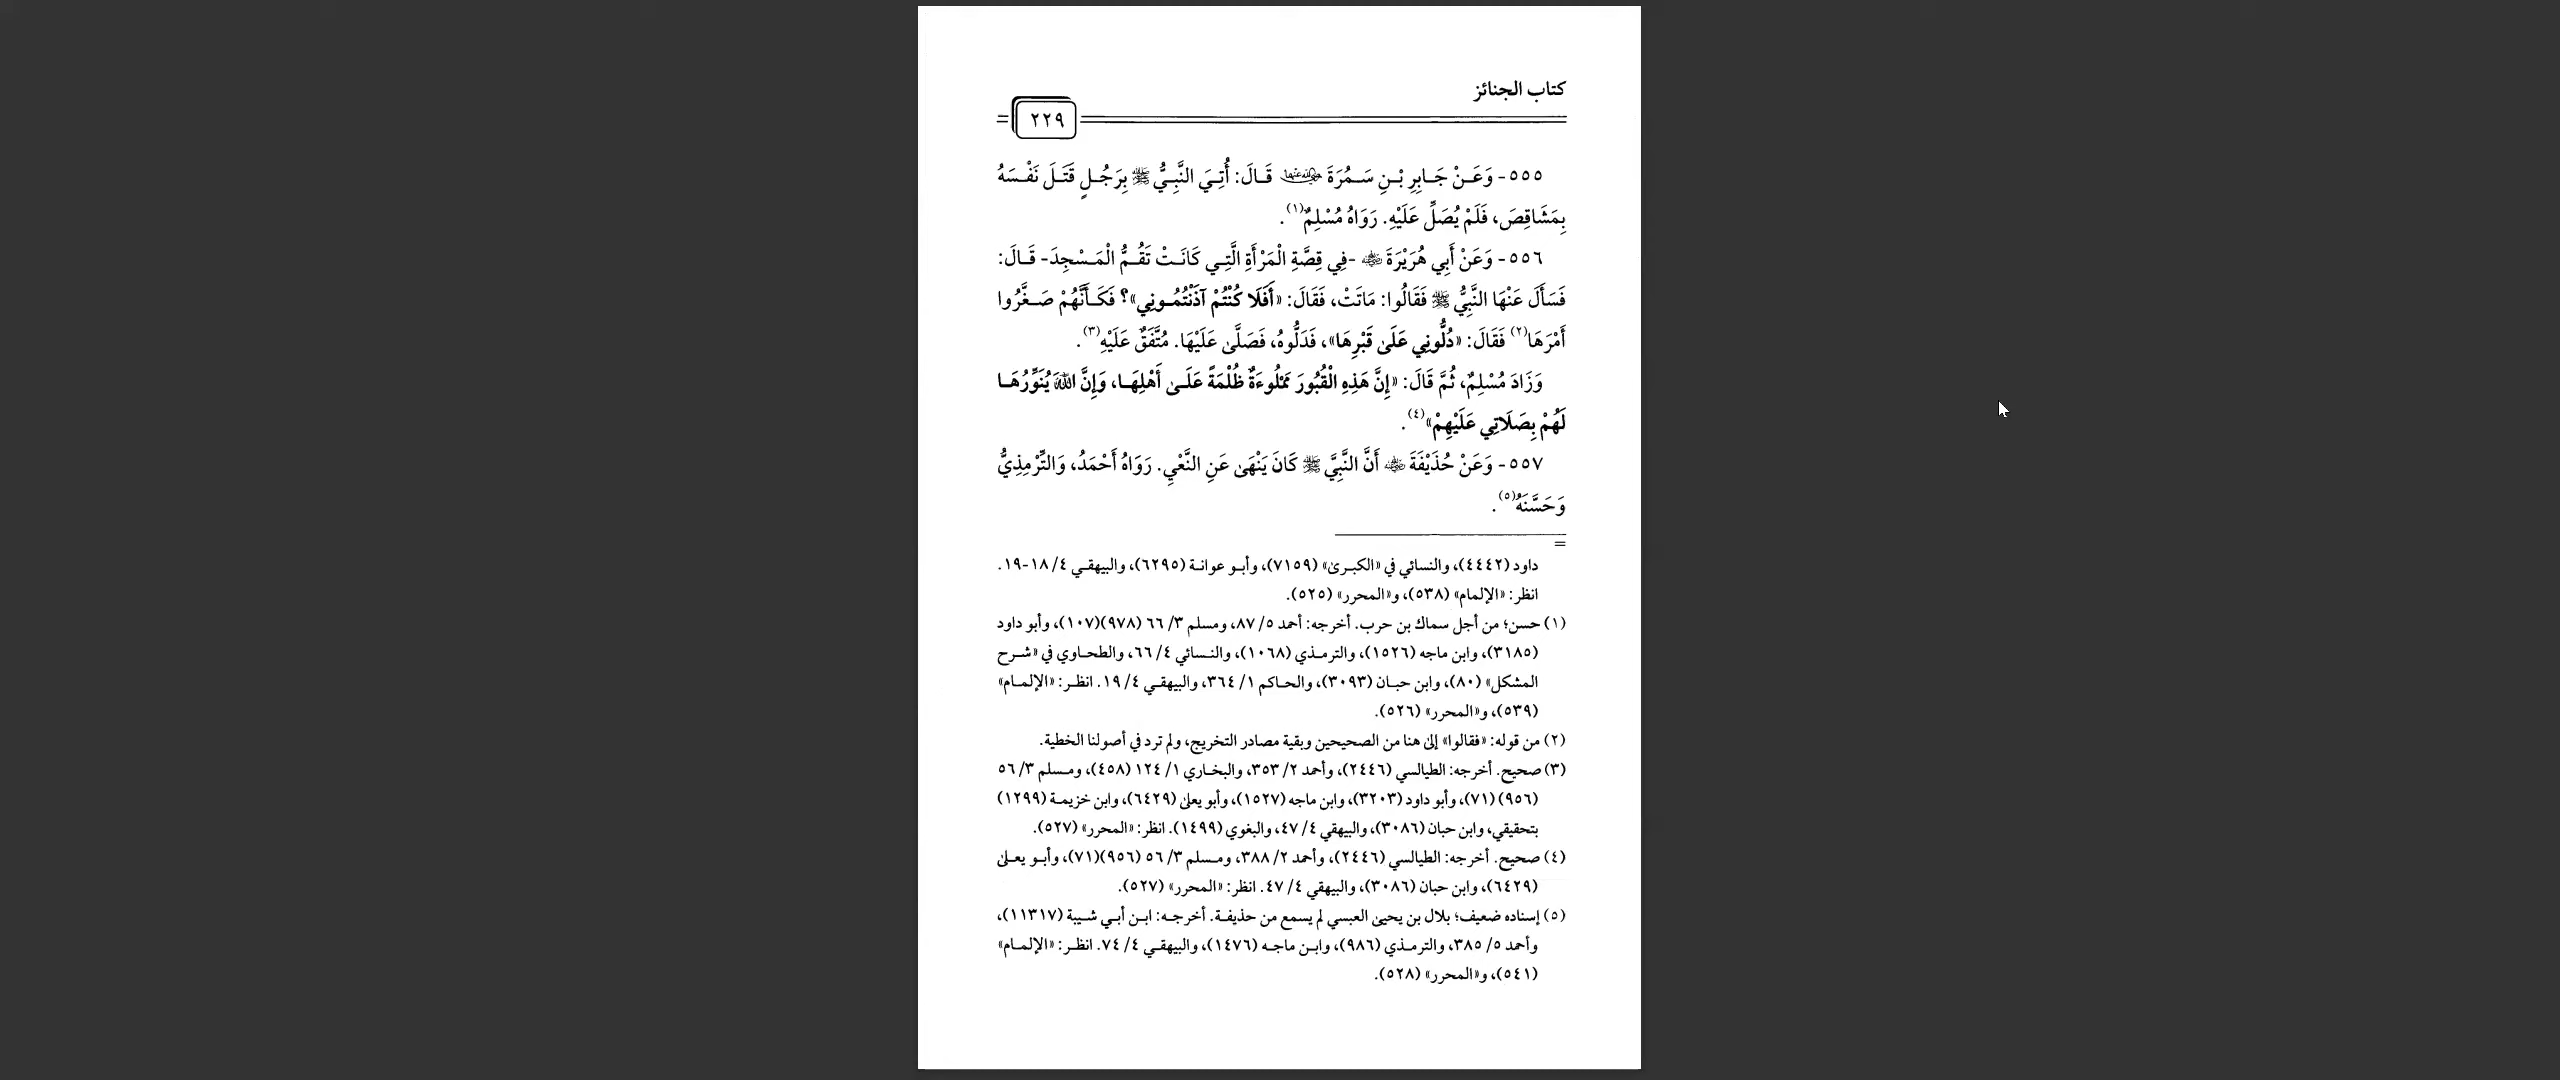 كتاب الجنائز
٢٢٩
٥٥٥- وَعَنْ جَابِرِ بْنِ سَمُرَةَ رضي الله عنهما قَالَ: أُتِيَ النَّبِيُّ ﷺ بِرَجُلٍ قَتَلَ نَفْسَهُ
بِمَشَاقِصَ، فَلَمْ يُصَلِّ عَلَيْهِ. رَوَاهُ مُسْلِمٌ(١).
٥٥٦- وَعَنْ أَبِي هُرَيْرَةَ رضي الله عنه -فِي قِصَّةِ الْمَرْأَةِ الَّتِي كَانَتْ تَقُمُّ الْمَسْجِدَ- قَالَ:
فَسَأَلَ عَنْهَا النَّبِيُّ ﷺ فَقَالُوا: مَاتَتْ، فَقَالَ: «أَفَلَا كُنْتُمْ آذَنْتُمُونِي»؟ فَكَأَنَّهُمْ صَغَّرُوا
أَمْرَهَا(٢) فَقَالَ: «دُلُّونِي عَلَىٰ قَبْرِهَا»، فَدَلُّوهُ، فَصَلَّىٰ عَلَيْهَا. مُتَّفَقٌ عَلَيْهِ(٣).
وَزَادَ مُسْلِمٌ، ثُمَّ قَالَ: «إِنَّ هَذِهِ الْقُبُورَ مَمْلُوءَةٌ ظُلْمَةً عَلَىٰ أَهْلِهَا، وَإِنَّ اللهَ يُنَوِّرُهَا
لَهُمْ بِصَلَاتِي عَلَيْهِمْ»(٤).
٥٥٧- وَعَنْ حُذَيْفَةَ رضي الله عنه أَنَّ النَّبِيَّ ﷺ كَانَ يَنْهَىٰ عَنِ النَّعْيِ. رَوَاهُ أَحْمَدُ، وَالتِّرْمِذِيُّ
وَحَسَّنَهُ(٥).
=
داود (٤٤٤٢)، والنسائي في «الكبرىٰ» (٧١٥٩)، وأبو عوانة (٦٢٩٥)، والبيهقي ٤/ ١٨-١٩.
انظر: «الإلمام» (٥٣٨)، و«المحرر» (٥٢٥).
(١) حسن؛ من أجل سماك بن حرب. أخرجه: أحمد ٥/ ٨٧، ومسلم ٣/ ٦٦ (٩٧٨)(١٠٧)، وأبو داود
(٣١٨٥)، وابن ماجه (١٥٢٦)، والترمذي (١٠٦٨)، والنسائي ٤/ ٦٦، والطحاوي في «شرح
المشكل» (٨٠)، وابن حبان (٣٠٩٣)، والحاكم ١/ ٣٦٤، والبيهقي ٤/ ١٩. انظر: «الإلمام»
(٥٣٩)، و«المحرر» (٥٢٦).
(٢) من قوله: «فقالوا» إلىٰ هنا من الصحيحين وبقية مصادر التخريج، ولم ترد في أصولنا الخطية.
(٣) صحيح. أخرجه: الطيالسي (٢٤٤٦)، وأحمد ٢/ ٣٥٣، والبخاري ١/ ١٢٤ (٤٥٨)، ومسلم ٣/ ٥٦
(٩٥٦) (٧١)، وأبو داود (٣٢٠٣)، وابن ماجه (١٥٢٧)، وأبو يعلىٰ (٦٤٢٩)، وابن خزيمة (١٢٩٩)
بتحقيقي، وابن حبان (٣٠٨٦)، والبيهقي ٤/ ٤٧، والبغوي (١٤٩٩). انظر: «المحرر» (٥٢٧).
(٤) صحيح. أخرجه: الطيالسي (٢٤٤٦)، وأحمد ٢/ ٣٨٨، ومسلم ٣/ ٥٦ (٩٥٦)(٧١)، وأبو يعلىٰ
(٦٤٢٩)، وابن حبان (٣٠٨٦)، والبيهقي ٤/ ٤٧. انظر: «المحرر» (٥٢٧).
(٥) إسناده ضعيف؛ بلال بن يحيىٰ العبسي لم يسمع من حذيفة. أخرجه: ابن أبي شيبة (١١٣١٧)،
وأحمد ٥/ ٣٨٥، والترمذي (٩٨٦)، وابن ماجه (١٤٧٦)، والبيهقي ٤/ ٧٤. انظر: «الإلمام»
(٥٤١)، و«المحرر» (٥٢٨).